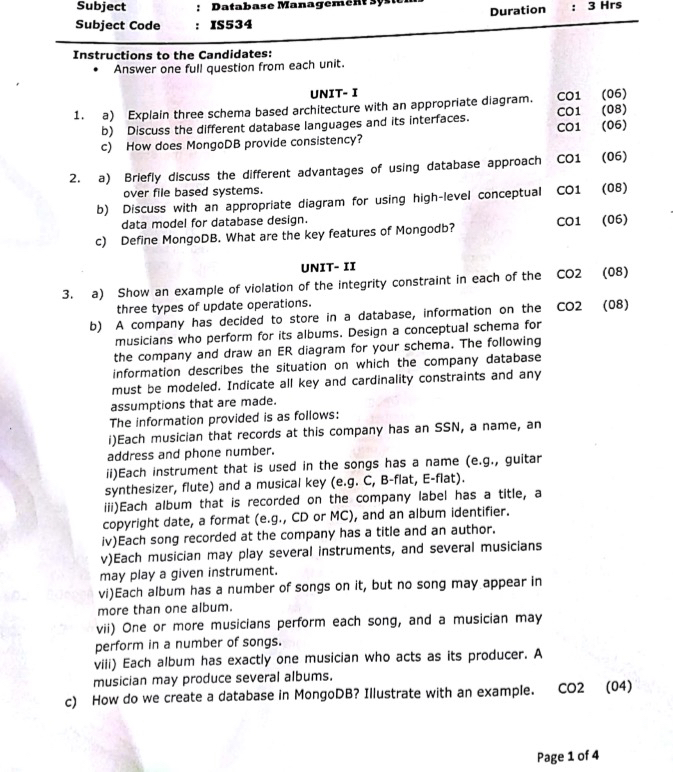 Subject : Database Management Systems Duration : 3 Hrs
Subject Code : IS534
Instructions to the Candidates:
• Answer one full question from each unit.
UNIT- I
1. a) Explain three schema based architecture with an appropriate diagram. CO1 (06)
b) Discuss the different database languages and its interfaces. CO1 (08)
c) How does MongoDB provide consistency? CO1 (06)
2. a) Briefly discuss the different advantages of using database approach CO1 (06)
over file based systems.
b) Discuss with an appropriate diagram for using high-level conceptual CO1 (08)
data model for database design.
c) Define MongoDB. What are the key features of Mongodb? CO1 (06)
UNIT- II
3. a) Show an example of violation of the integrity constraint in each of the CO2 (08)
three types of update operations.
b) A company has decided to store in a database, information on the CO2 (08)
musicians who perform for its albums. Design a conceptual schema for
the company and draw an ER diagram for your schema. The following
information describes the situation on which the company database
must be modeled. Indicate all key and cardinality constraints and any
assumptions that are made.
The information provided is as follows:
i)Each musician that records at this company has an SSN, a name, an
address and phone number.
ii)Each instrument that is used in the songs has a name (e.g., guitar
synthesizer, flute) and a musical key (e.g. C, B-flat, E-flat).
iii)Each album that is recorded on the company label has a title, a
copyright date, a format (e.g., CD or MC), and an album identifier.
iv)Each song recorded at the company has a title and an author.
v)Each musician may play several instruments, and several musicians
may play a given instrument.
vi)Each album has a number of songs on it, but no song may appear in
more than one album.
vii) One or more musicians perform each song, and a musician may
perform in a number of songs.
viii) Each album has exactly one musician who acts as its producer. A
musician may produce several albums.
c) How do we create a database in MongoDB? Illustrate with an example. CO2 (04)
Page 1 of 4